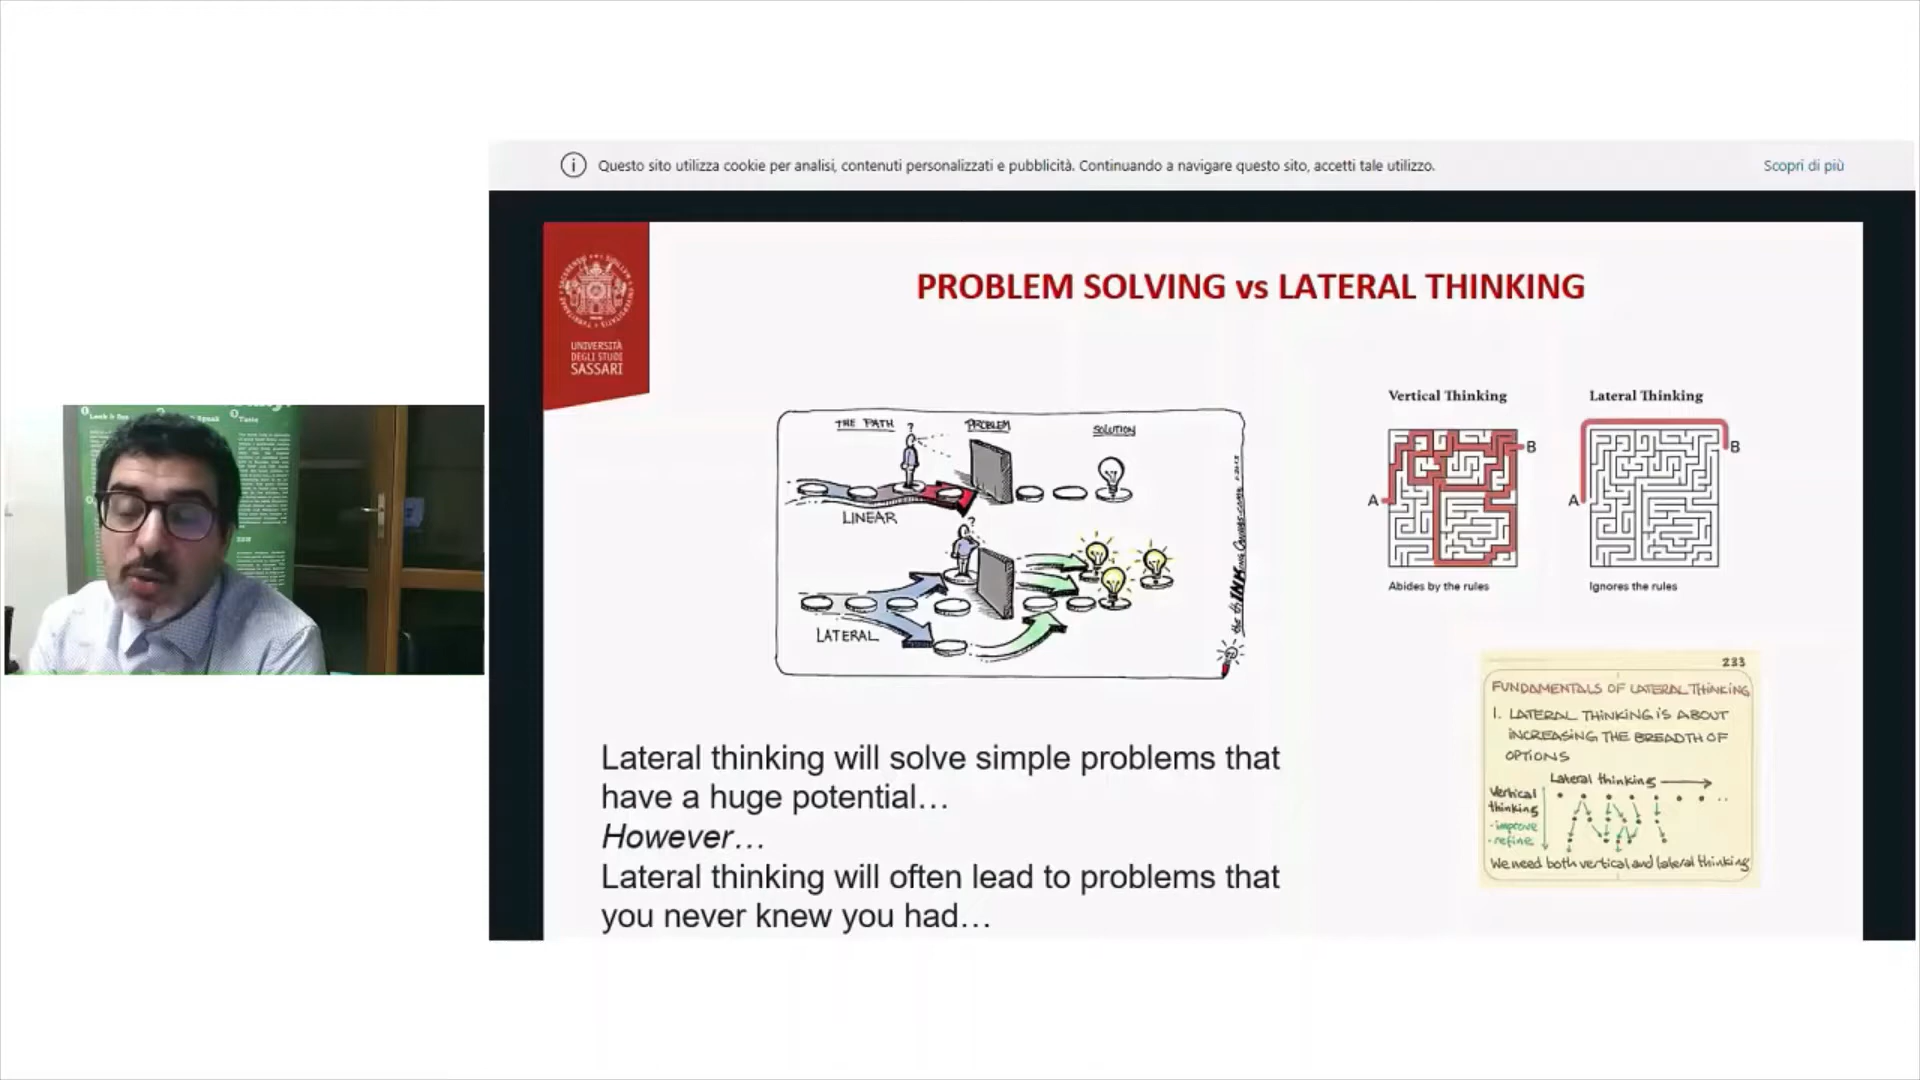 Questo sito utilizza cookie per analisi, contenuti personalizzati e pubblicità. Continuando a navigare questo sito, accetti tale utilizzo.
Scopri di più
UNIVERSITÀ
DEGLI STUDI
SASSARI
PROBLEM SOLVING vs LATERAL THINKING
THE PATH
PROBLEM
SOLUTION
?
LINEAR
?
LATERAL
Vertical Thinking
A
B
Abides by the rules
Lateral Thinking
A
B
Ignores the rules
233
FUNDAMENTALS OF LATERAL THINKING
1. LATERAL THINKING IS ABOUT
INCREASING THE BREADTH OF
OPTIONS
Lateral thinking
Vertical
thinking
- improve
- refine
We need both vertical and lateral thinking
Lateral thinking will solve simple problems that
have a huge potential…
However…
Lateral thinking will often lead to problems that
you never knew you had…
Look & See
Speak
Taste